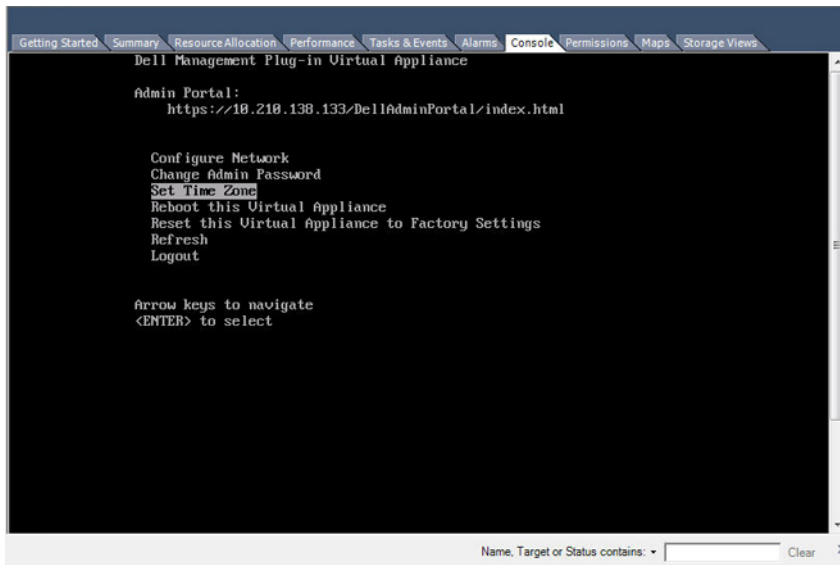 Getting Started Summary Resource Allocation Performance Tasks & Events Alarms Console Permissions Maps Storage Views
Dell Management Plug-in Virtual Appliance
Admin Portal:
https://10.210.138.133/DellAdminPortal/index.html
Configure Network
Change Admin Password
Set Time Zone
Reboot this Virtual Appliance
Reset this Virtual Appliance to Factory Settings
Refresh
Logout
Arrow keys to navigate
<ENTER> to select
Name, Target or Status contains: Clear